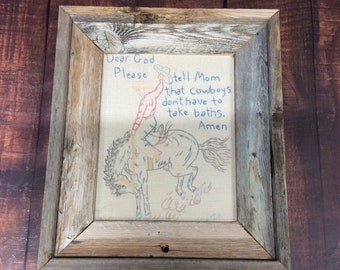 Dear God
Please tell Mom
that cowboys
don't have to
take baths.
Amen